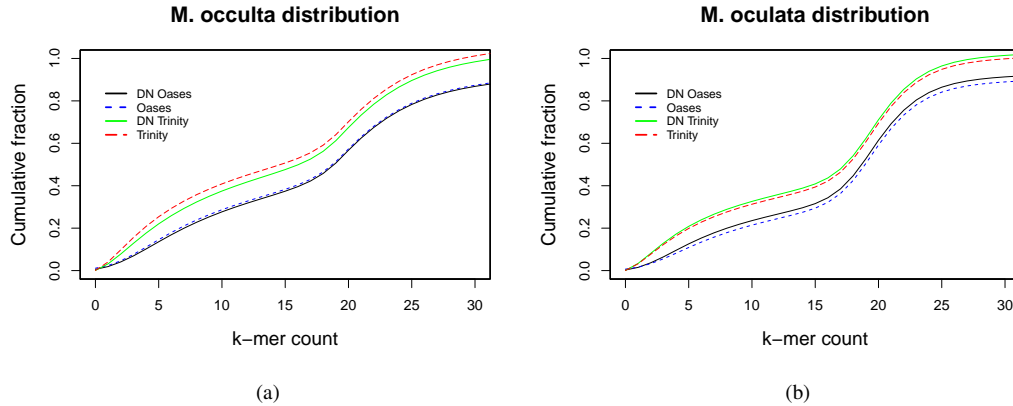 M. occulta distribution
Cumulative fraction
1.0
0.8
0.6
0.4
0.2
0.0
DN Oases
Oases
DN Trinity
Trinity
0 5 10 15 20 25 30
k−mer count
(a)
M. oculata distribution
Cumulative fraction
1.0
0.8
0.6
0.4
0.2
0.0
DN Oases
Oases
DN Trinity
Trinity
0 5 10 15 20 25 30
k−mer count
(b)